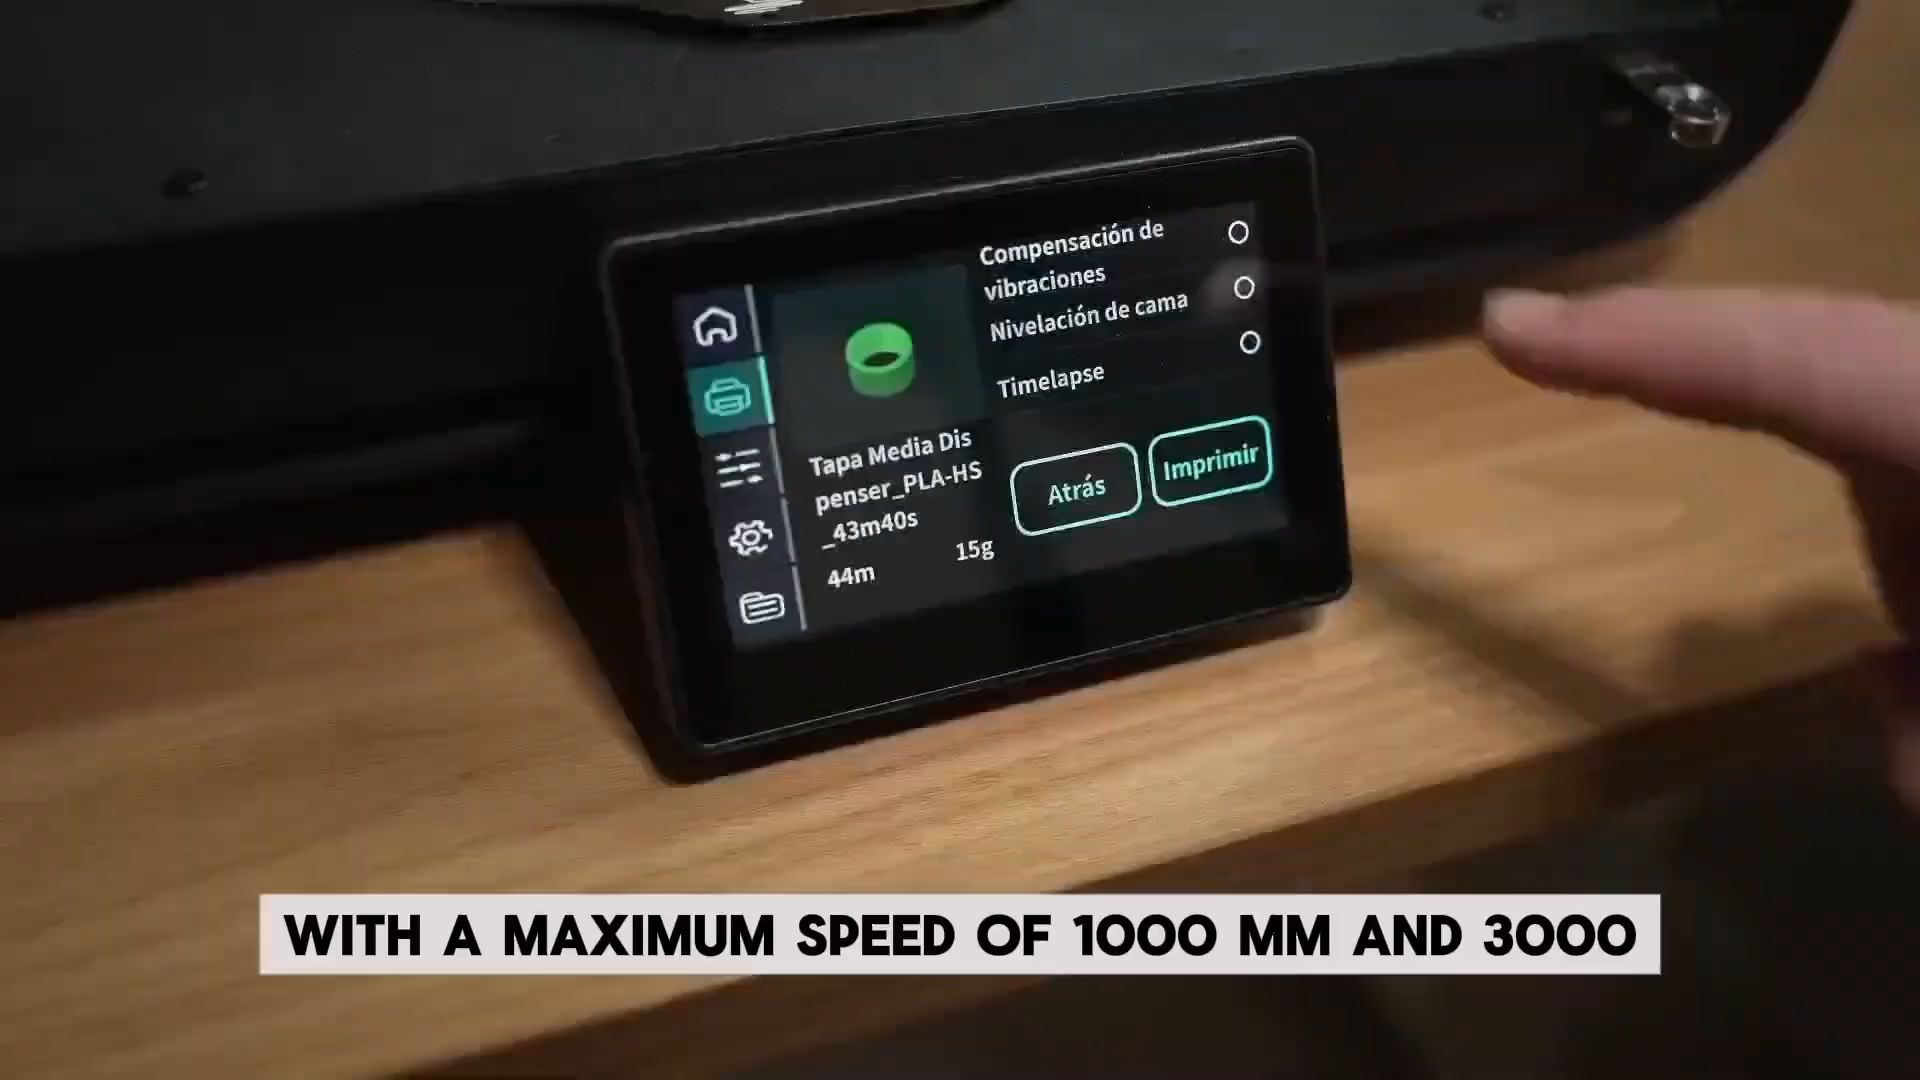 Compensación de
vibraciones
Nivelación de cama
Timelapse
Tapa Media Dis
penser_PLA-HS
_43m40s
44m
15g
Atrás
Imprimir
WITH A MAXIMUM SPEED OF 1000 MM AND 3000